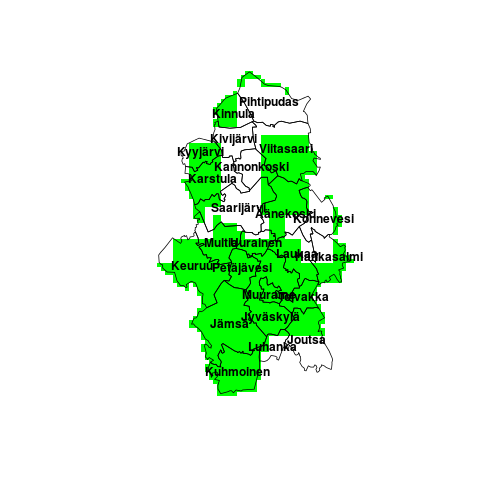 Pihtipudas
Kinnula
Kivijärvi
Kyyjärvi
Viitasaari
Kannonkoski
Karstula
Saarijärvi
Äänekoski
Konnevesi
Multia
Uurainen
Laukaa
Hankasalmi
Keuruu
Petäjävesi
Muurame
Toivakka
Jämsä
Jyväskylä
Joutsa
Luhanka
Kuhmoinen